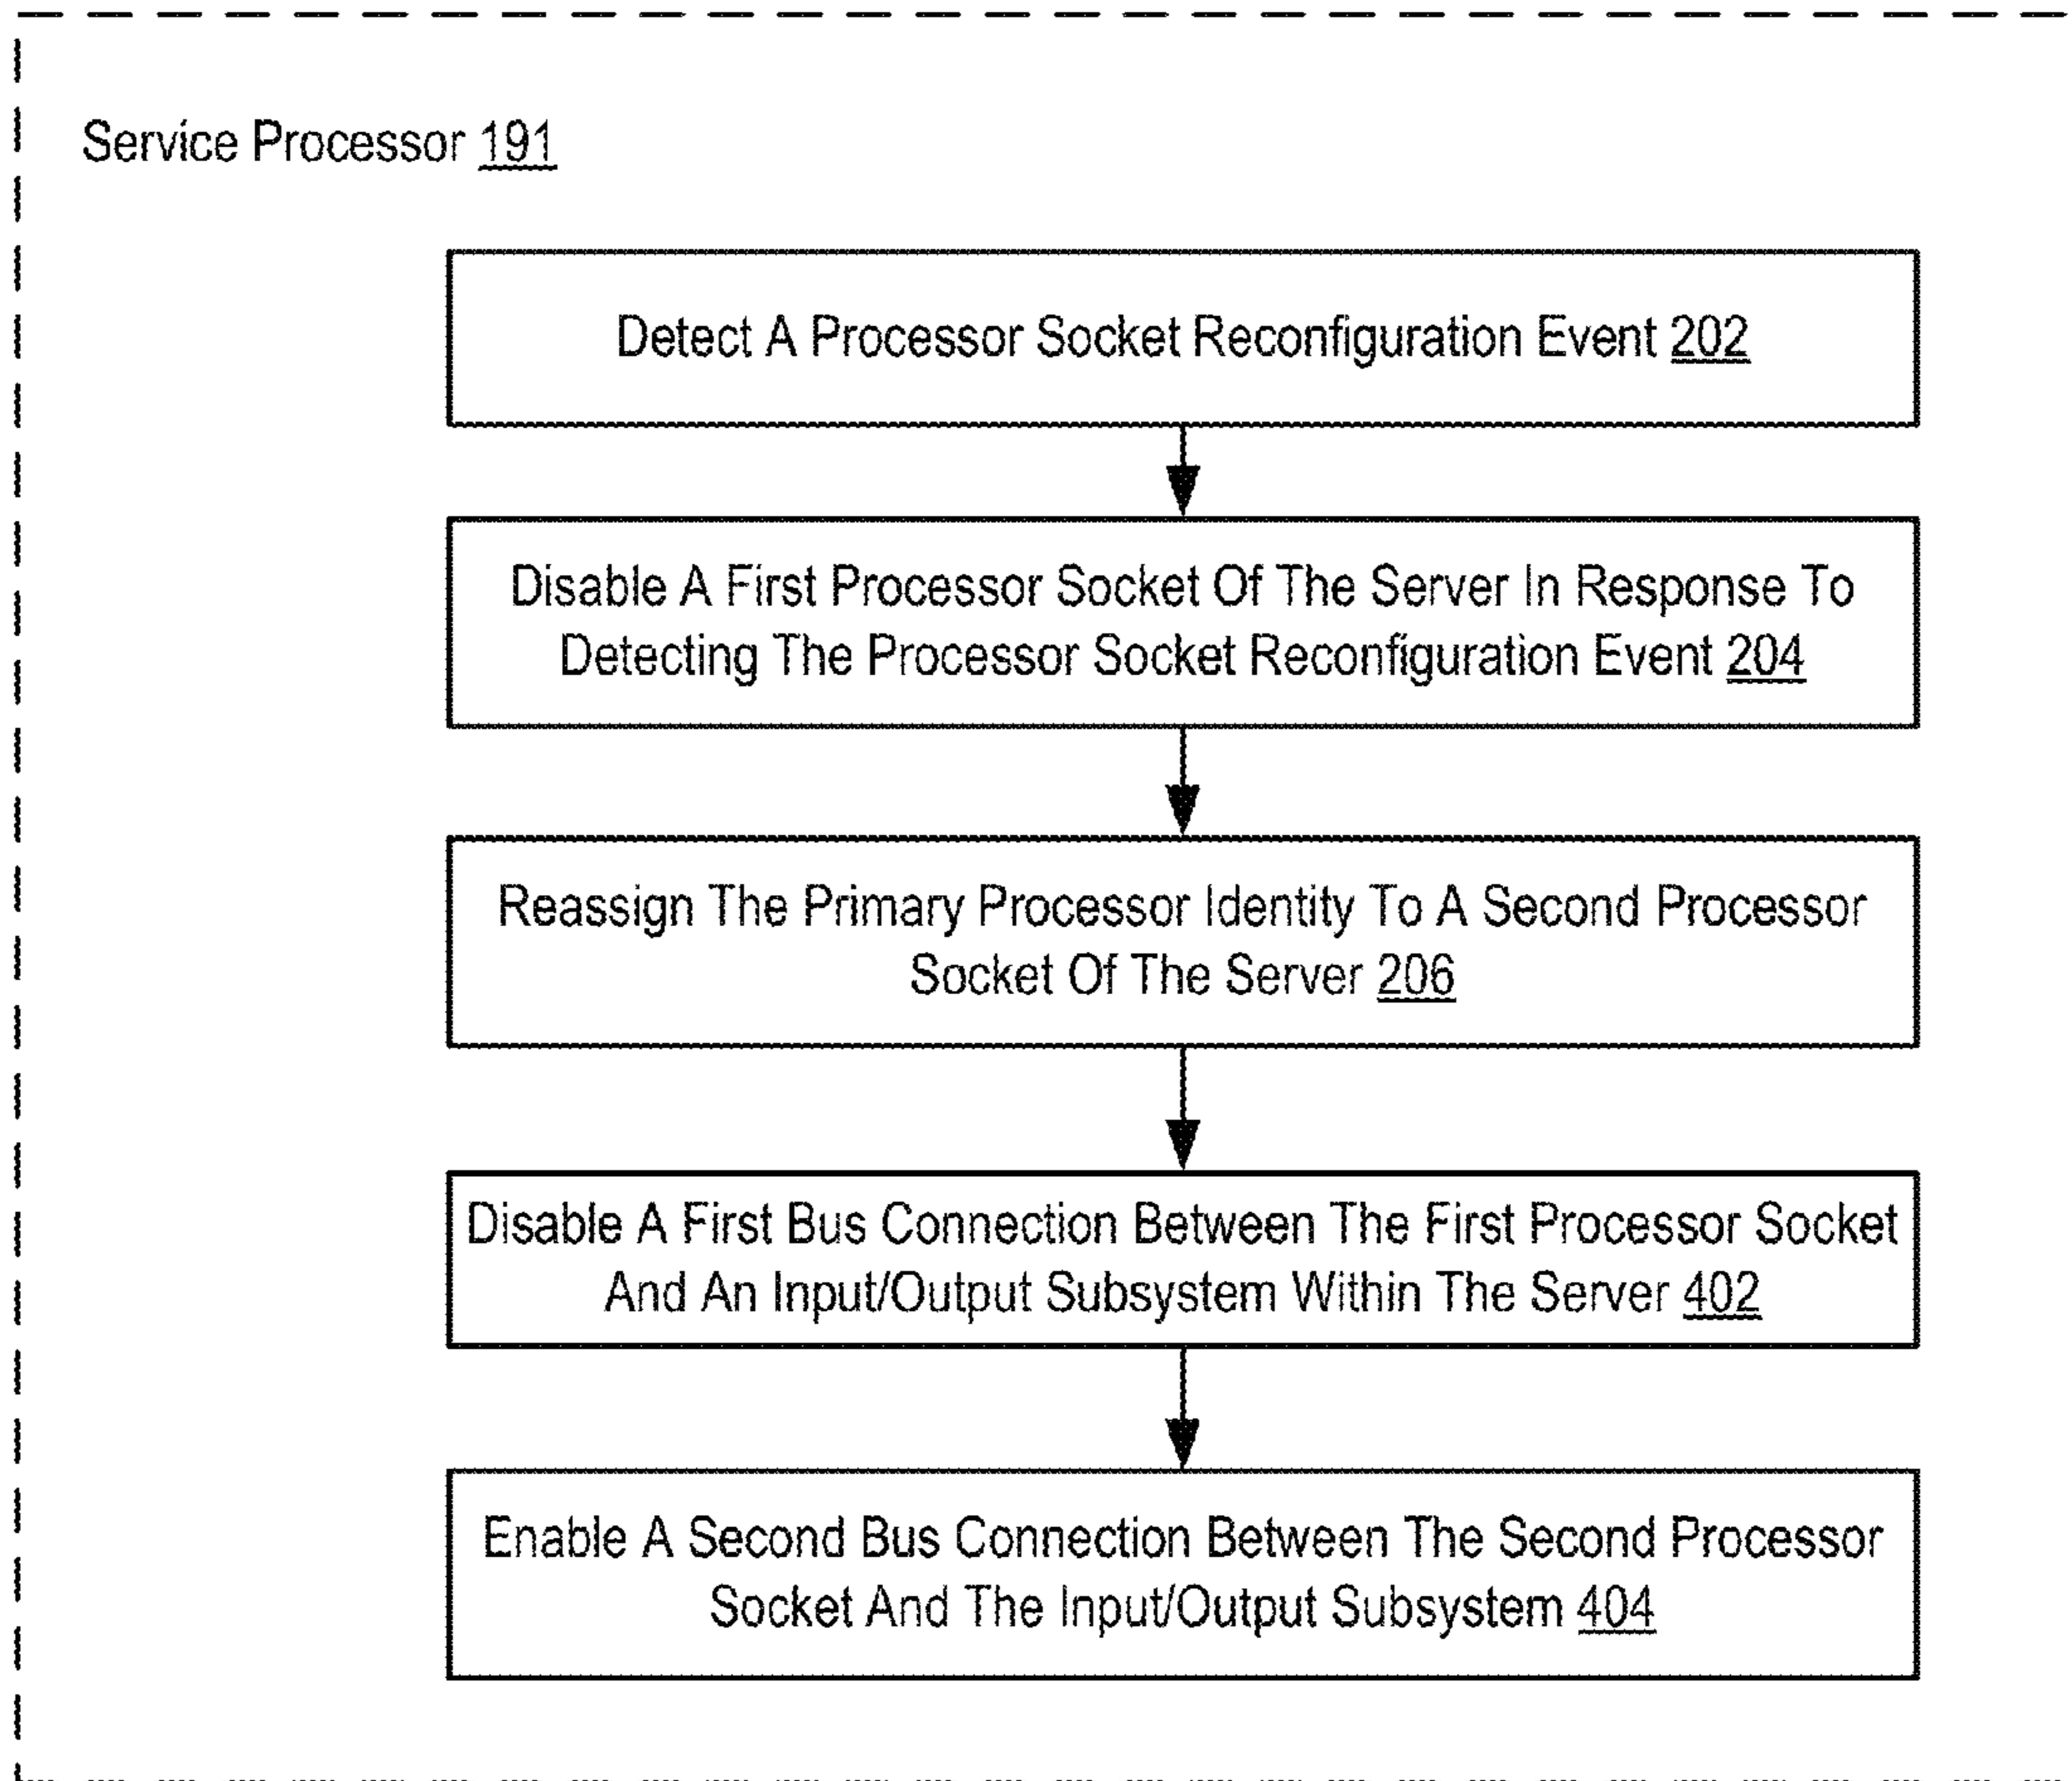 Service Processor 191
Detect A Processor Socket Reconfiguration Event 202
Disable A First Processor Socket Of The Server In Response To
Detecting The Processor Socket Reconfiguration Event 204
Reassign The Primary Processor Identity To A Second Processor
Socket Of The Server 206
Disable A First Bus Connection Between The First Processor Socket
And An Input/Output Subsystem Within The Server 402
Enable A Second Bus Connection Between The Second Processor
Socket And The Input/Output Subsystem 404